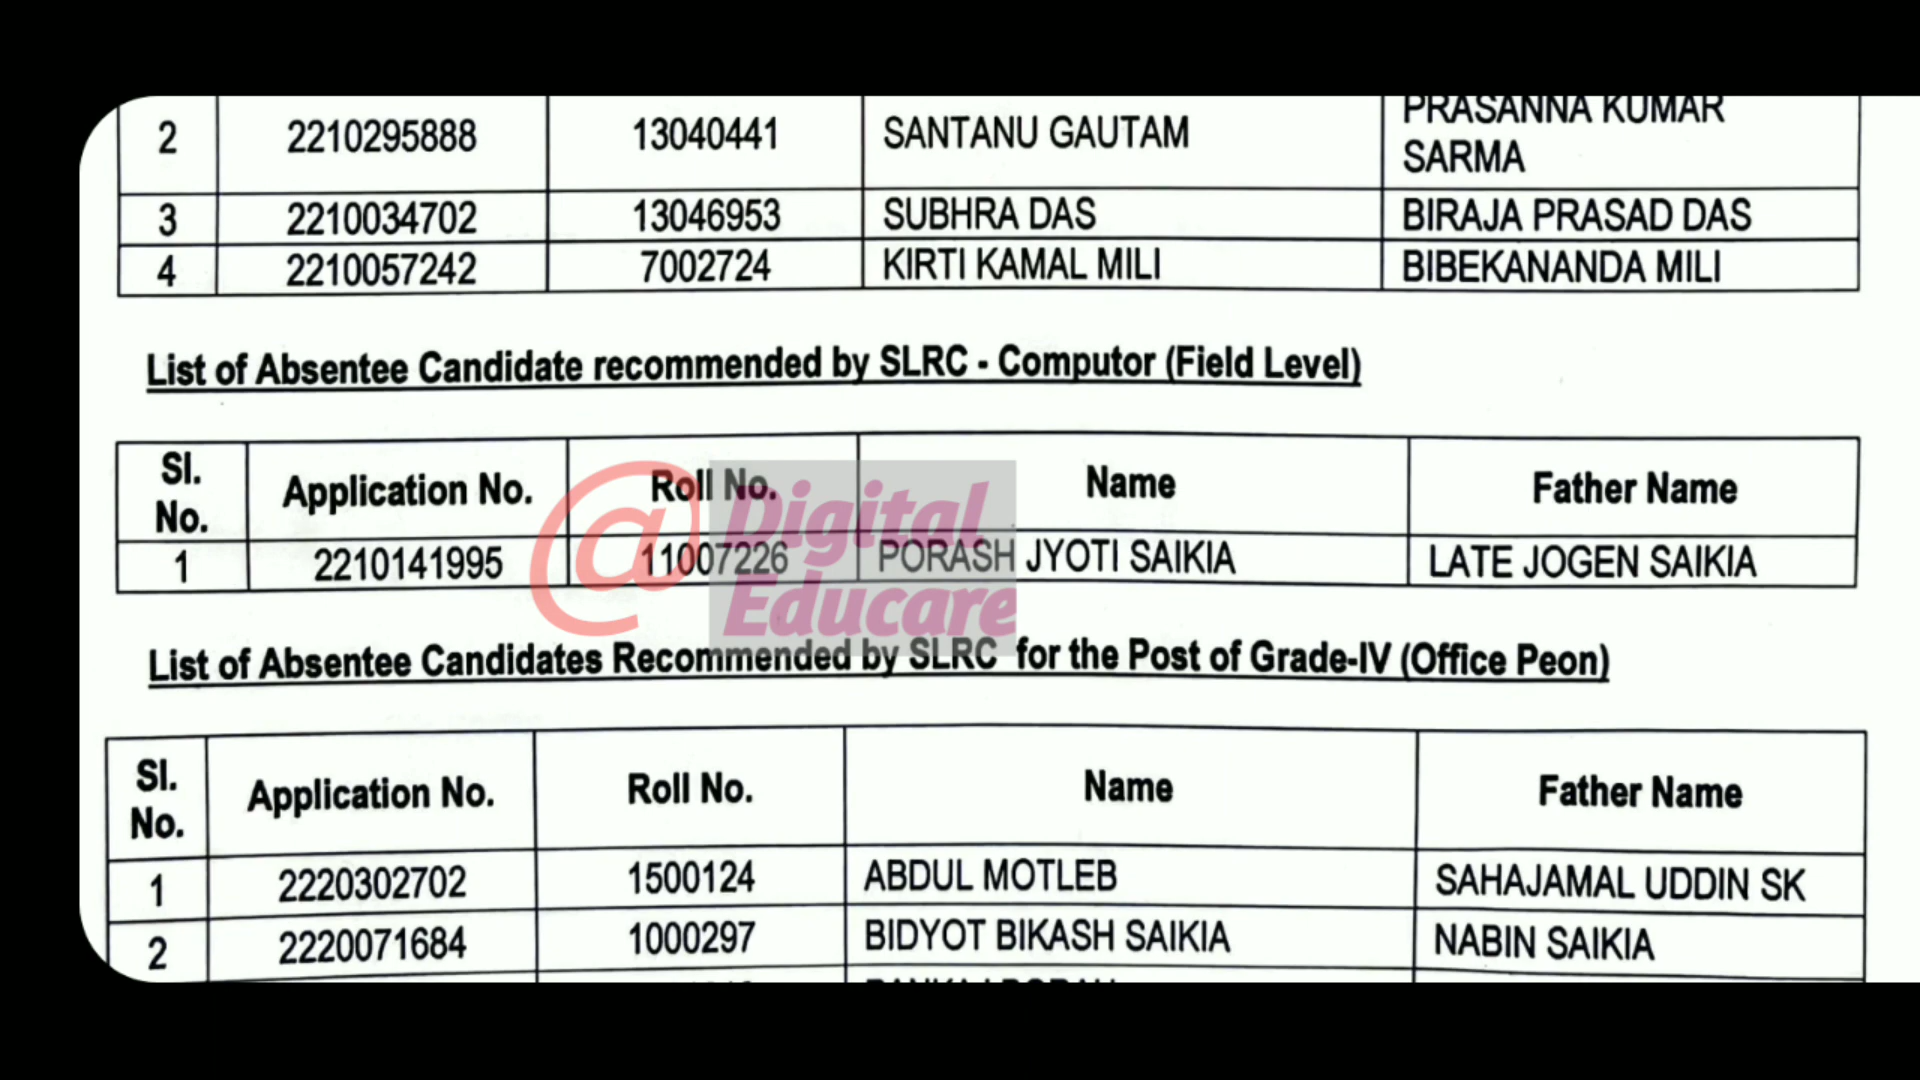 PRASANNA KUMAR
2 2210295888 13040441 SANTANU GAUTAM SARMA
3 2210034702 13046953 SUBHRA DAS BIRAJA PRASAD DAS
4 2210057242 7002724 KIRTI KAMAL MILI BIBEKANANDA MILI
List of Absentee Candidate recommended by SLRC - Computor (Field Level)
Sl. No. Application No. Roll No. Name Father Name
1 2210141995 11007226 PORASH JYOTI SAIKIA LATE JOGEN SAIKIA
@ Digital
Educare
List of Absentee Candidates Recommended by SLRC for the Post of Grade-IV (Office Peon)
Sl. No. Application No. Roll No. Name Father Name
1 2220302702 1500124 ABDUL MOTLEB SAHAJAMAL UDDIN SK
2 2220071684 1000297 BIDYOT BIKASH SAIKIA NABIN SAIKIA